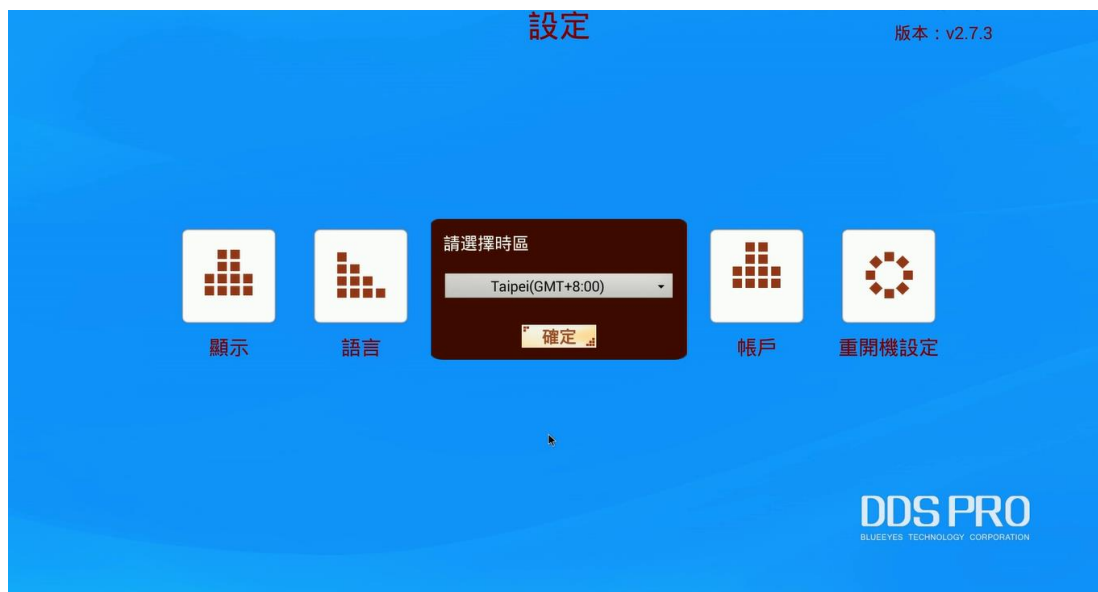 設定
版本：v2.7.3
請選擇時區
Taipei(GMT+8:00)
確定
顯示
語言
帳戶
重開機設定
DDS PRO
BLUEEYES TECHNOLOGY CORPORATION